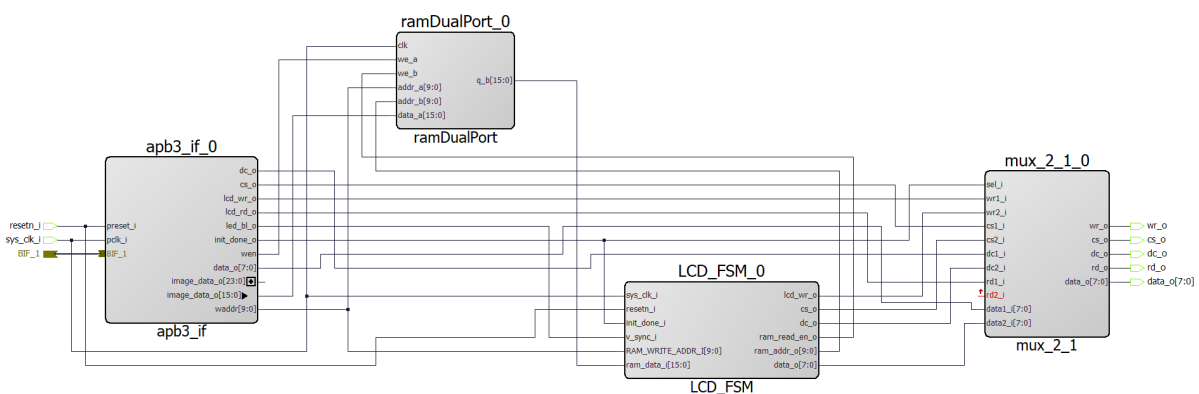 ramDualPort_0
clk
we_a
we_b
addr_a[9:0]
addr_b[9:0]
data_a[15:0]
q_b[15:0]
ramDualPort
apb3_if_0
resetn_i
sys_clk_i
BIF_1
preset_i
pclk_i
BIF_1
dc_o
cs_o
lcd_wr_o
lcd_rd_o
led_bl_o
init_done_o
wen
data_o[7:0]
image_data_o[23:0]
image_data_o[15:0]
waddr[9:0]
apb3_if
LCD_FSM_0
sys_clk_i
resetn_i
init_done_i
v_sync_i
RAM_WRITE_ADDR_I[9:0]
ram_data_i[15:0]
lcd_wr_o
cs_o
dc_o
ram_read_en_o
ram_addr_o[9:0]
data_o[7:0]
LCD_FSM
mux_2_1_0
sel_i
wr1_i
wr2_i
cs1_i
cs2_i
dc1_i
dc2_i
rd1_i
rd2_i
data1_i[7:0]
data2_i[7:0]
wr_o
cs_o
dc_o
rd_o
data_o[7:0]
mux_2_1
wr_o
cs_o
dc_o
rd_o
data_o[7:0]